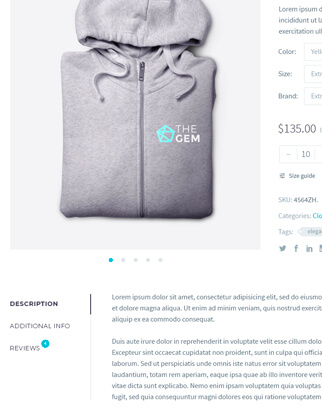 Lorem ipsum d
incididunt ut la
exercitation ull
Color:
Yell
Size:
Ext
Brand:
Ext
THE
GEM
$135.00
− 10
Size guide
SKU: 4564ZH.
Categories: Clo
Tags: elega
DESCRIPTION
ADDITIONAL INFO
REVIEWS 4
Lorem ipsum dolor sit amet, consectetur adipisicing elit, sed do eiusmo
et dolore magna aliqua. Ut enim ad minim veniam, quis nostrud exercit
aliquip ex ea commodo consequat.
Duis aute irure dolor in reprehenderit in voluptate velit esse cillum dolo
Excepteur sint occaecat cupidatat non proident, sunt in culpa qui offici
laborum. Sed ut perspiciatis unde omnis iste natus error sit voluptatem
laudantium, totam rem aperiam, eaque ipsa quae ab illo inventore verit
vitae dicta sunt explicabo. Nemo enim ipsam voluptatem quia voluptas
fugit, sed quia consequuntur magni dolores eos qui ratione voluptatem